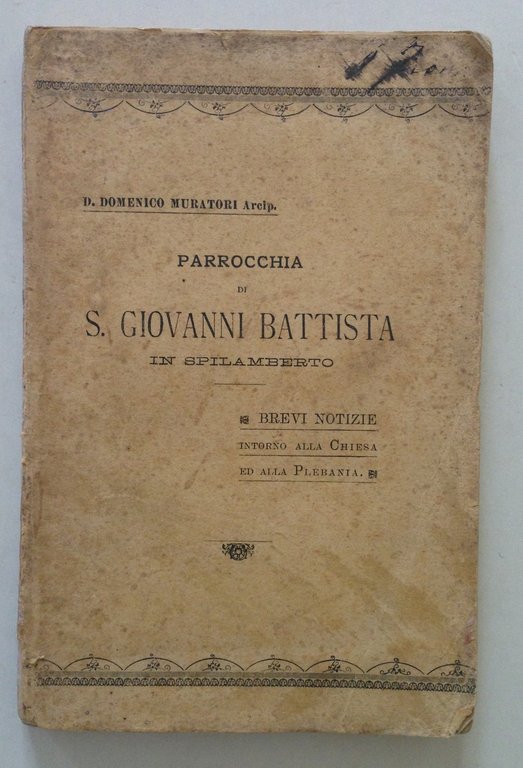 D. DOMENICO MURATORI Arcip.
PARROCCHIA
DI
S. GIOVANNI BATTISTA
IN SPILAMBERTO
BREVI NOTIZIE
INTORNO ALLA CHIESA
ED ALLA PLEBANIA.